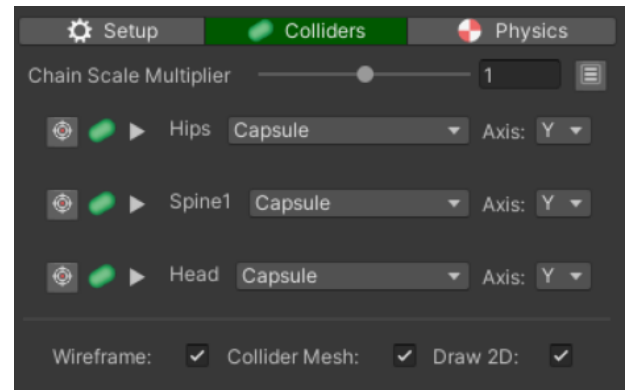 Setup Colliders Physics
Chain Scale Multiplier 1
Hips Capsule Axis: Y
Spine1 Capsule Axis: Y
Head Capsule Axis: Y
Wireframe: Collider Mesh: Draw 2D: